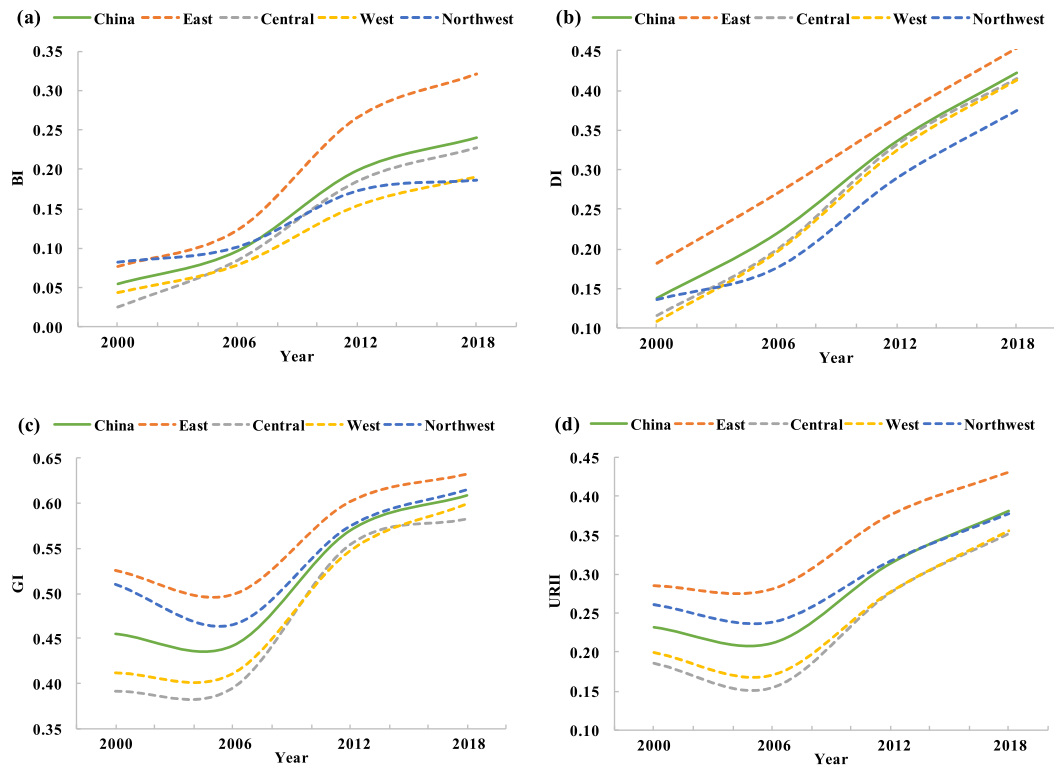 (a) China East Central West Northwest
0.35
0.30
0.25
0.20
0.15
0.10
0.05
0.00
BI
2000 2006 2012 2018
Year
(b) China East Central West Northwest
0.45
0.40
0.35
0.30
0.25
0.20
0.15
0.10
DI
2000 2006 2012 2018
Year
(c) China East Central West Northwest
0.65
0.60
0.55
0.50
0.45
0.40
0.35
GI
2000 2006 2012 2018
Year
(d) China East Central West Northwest
0.45
0.40
0.35
0.30
0.25
0.20
0.15
0.10
URII
2000 2006 2012 2018
Year